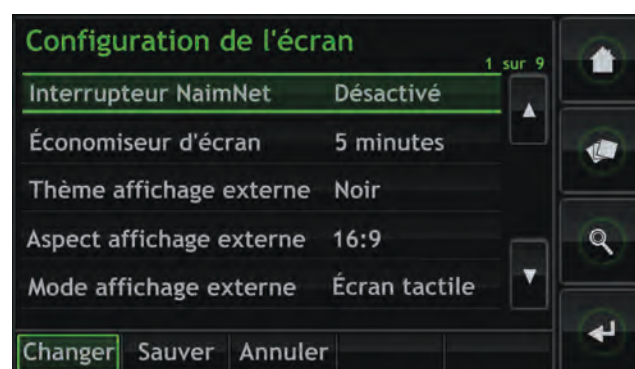 Configuration de l'écran
1 sur 9
Interrupteur NaimNet Désactivé
Économiseur d'écran 5 minutes
Thème affichage externe Noir
Aspect affichage externe 16:9
Mode affichage externe Écran tactile
Changer Sauver Annuler